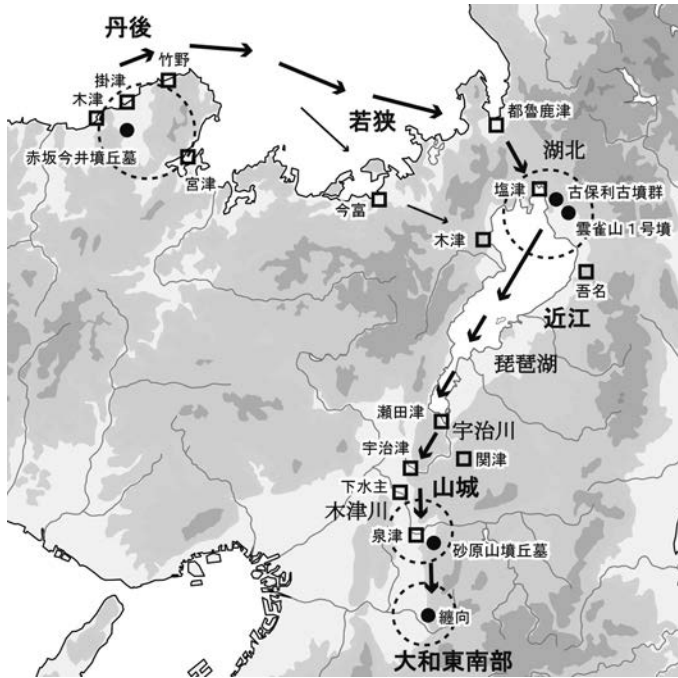 丹後
竹野
掛津
木津
赤坂今井墳丘墓
宮津
若狭
今富
都魯鹿津
湖北
塩津
古保利古墳群
雲雀山1号墳
木津
吾名
近江
琵琶湖
瀬田津
宇治川
宇治津
関津
下水主
山城
木津川
泉津
砂原山墳丘墓
纏向
大和東南部